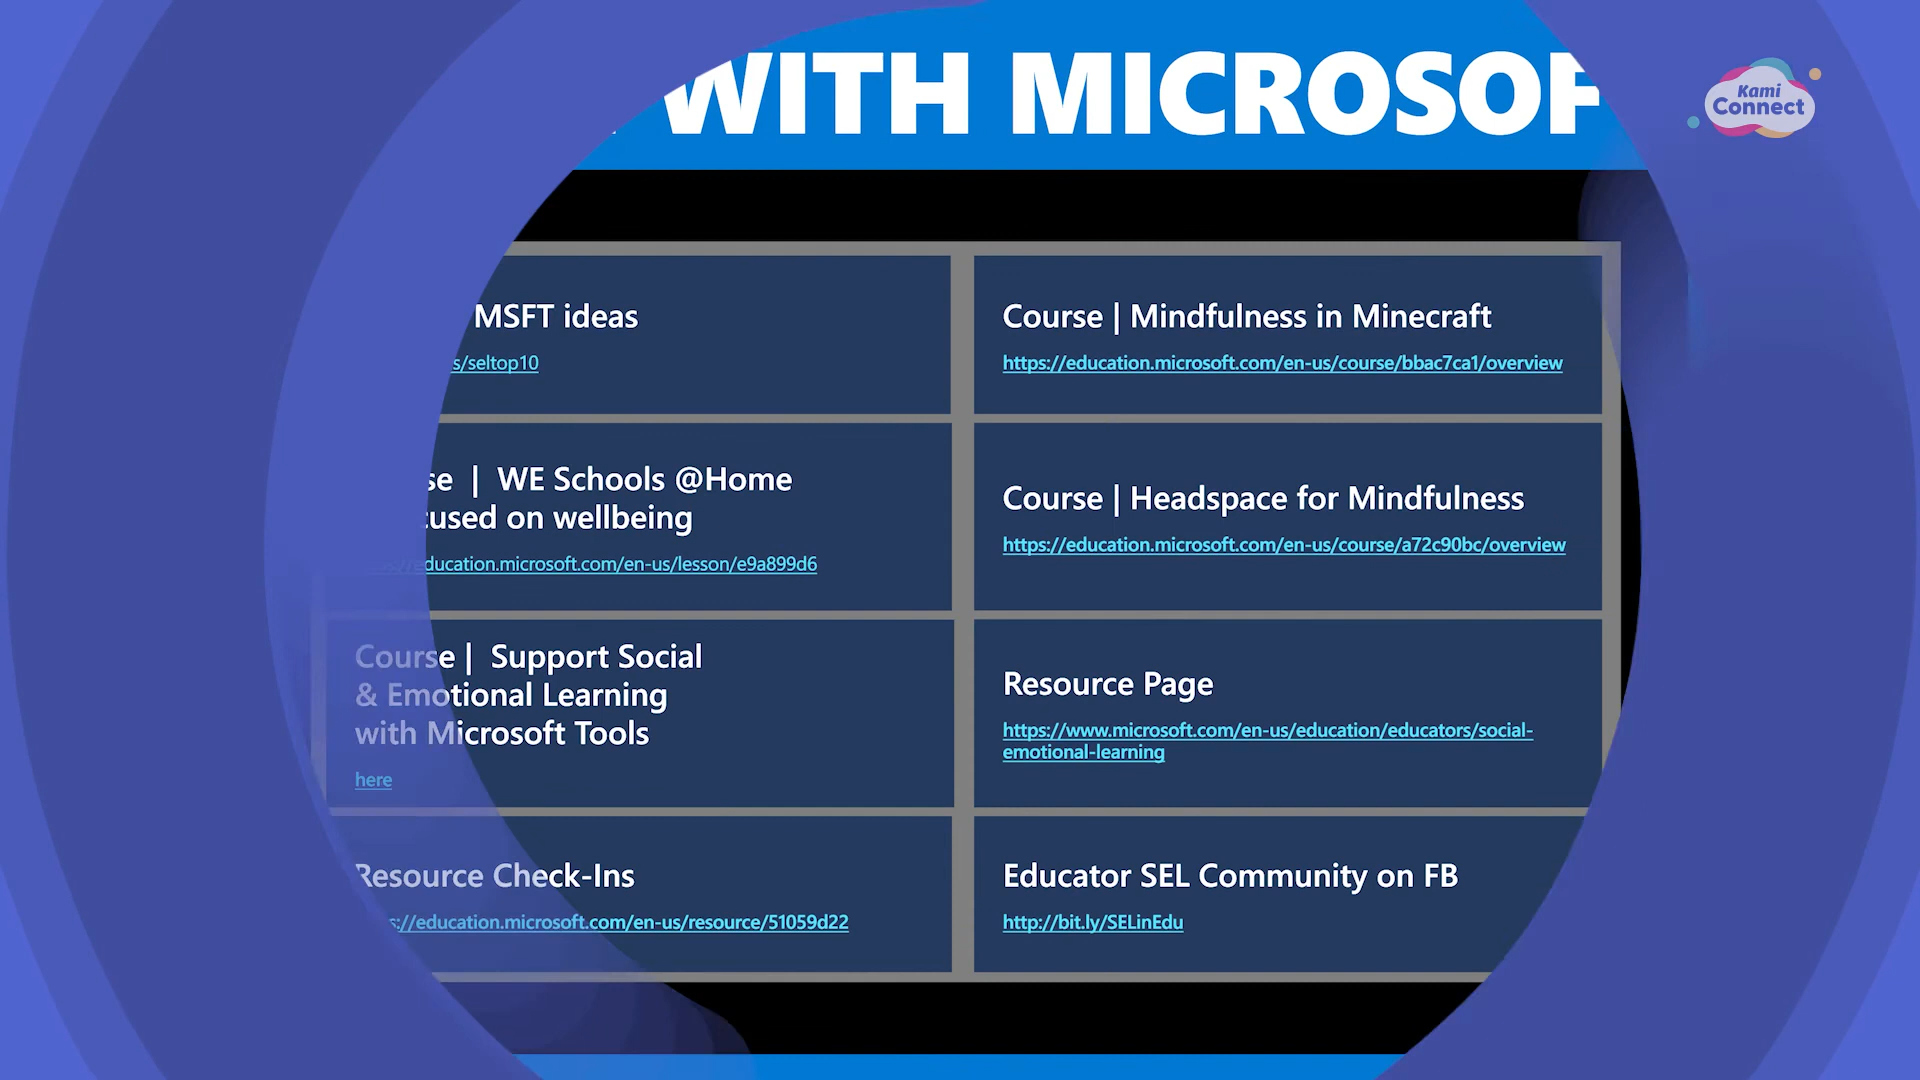 WITH MICROSOF
Kami
Connect
MSFT ideas
s/seltop10
Course | Mindfulness in Minecraft
https://education.microsoft.com/en-us/course/bbac7ca1/overview
se | WE Schools @Home
cused on wellbeing
education.microsoft.com/en-us/lesson/e9a899d6
Course | Headspace for Mindfulness
https://education.microsoft.com/en-us/course/a72c90bc/overview
Course | Support Social
& Emotional Learning
with Microsoft Tools
here
Resource Page
https://www.microsoft.com/en-us/education/educators/social-
emotional-learning
Resource Check-Ins
s://education.microsoft.com/en-us/resource/51059d22
Educator SEL Community on FB
http://bit.ly/SELinEdu